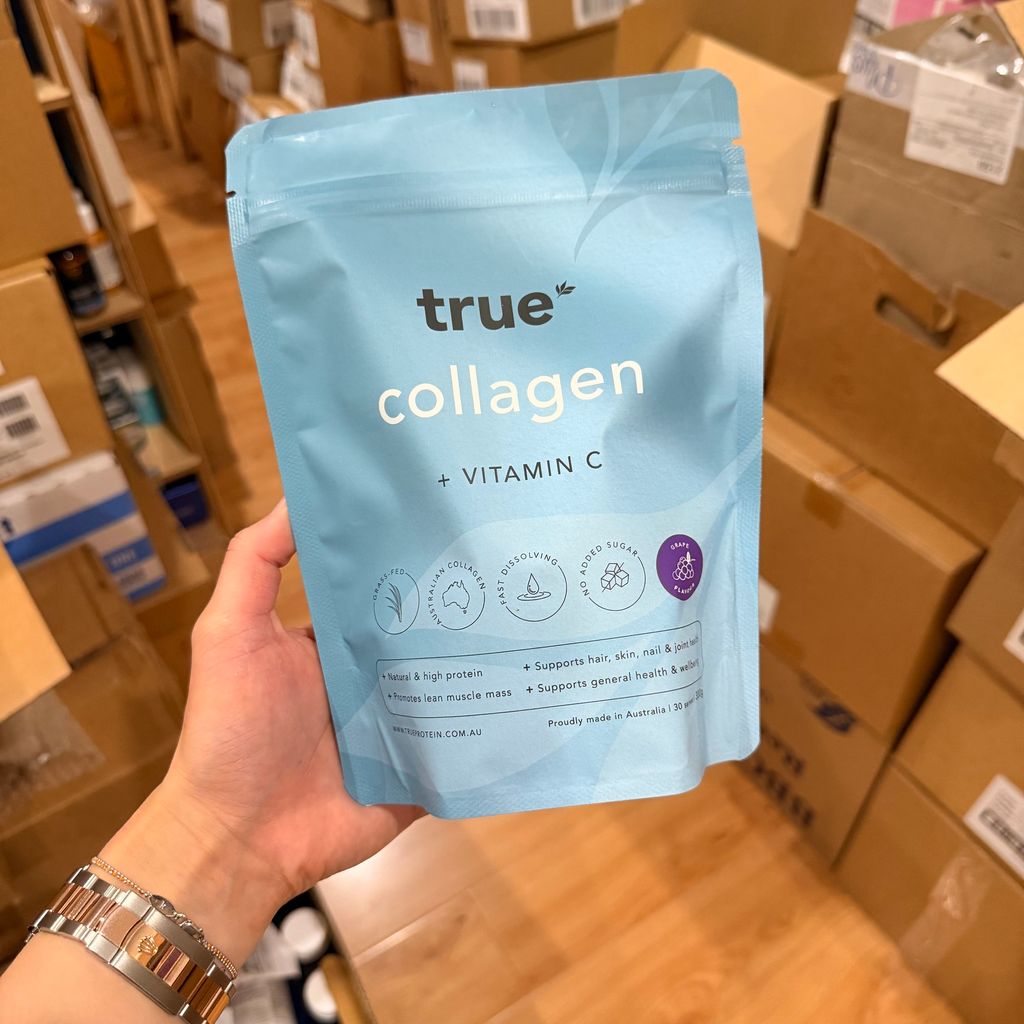 true
collagen
+ VITAMIN C
GRASS-FED
AUSTRALIAN COLLAGEN
FAST DISSOLVING
NO ADDED SUGAR
GRAPE
FLAVOUR
+ Natural & high protein
+ Supports hair, skin, nail & joint health
+ Promotes lean muscle mass
+ Supports general health &
WWW.TRUEPROTEIN.COM.AU
Proudly made in Australia | 30